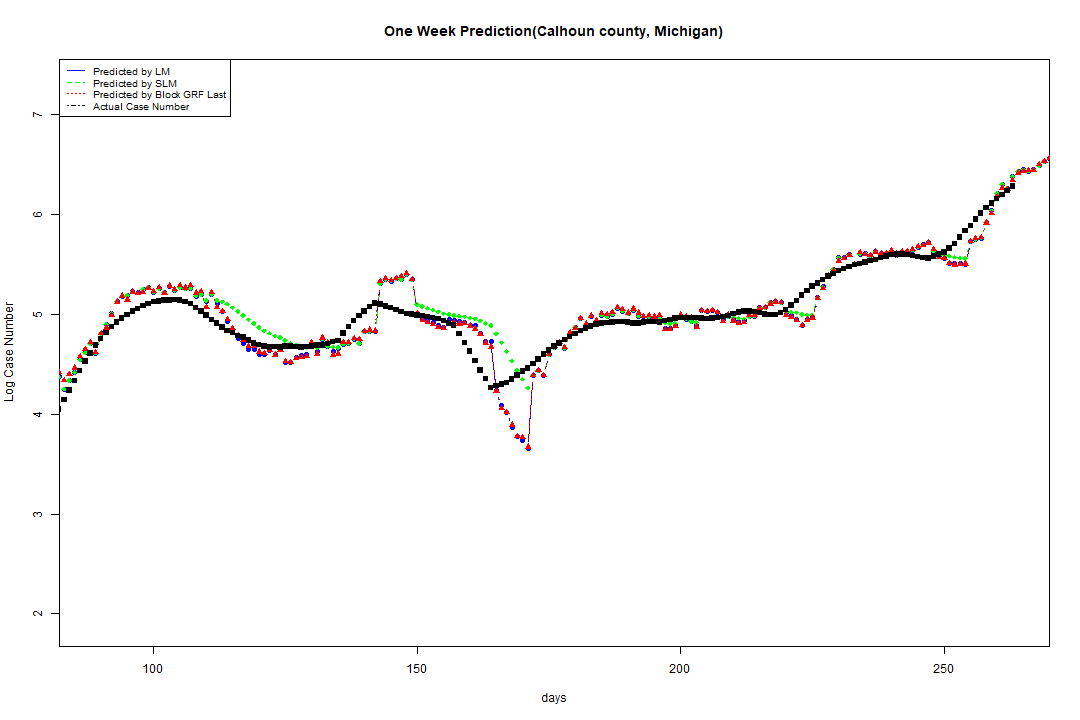 One Week Prediction(Calhoun county, Michigan)
Predicted by LM
Predicted by SLM
Predicted by Block GRF Last
Actual Case Number
Log Case Number
7
6
5
4
3
2
100
150
200
250
days